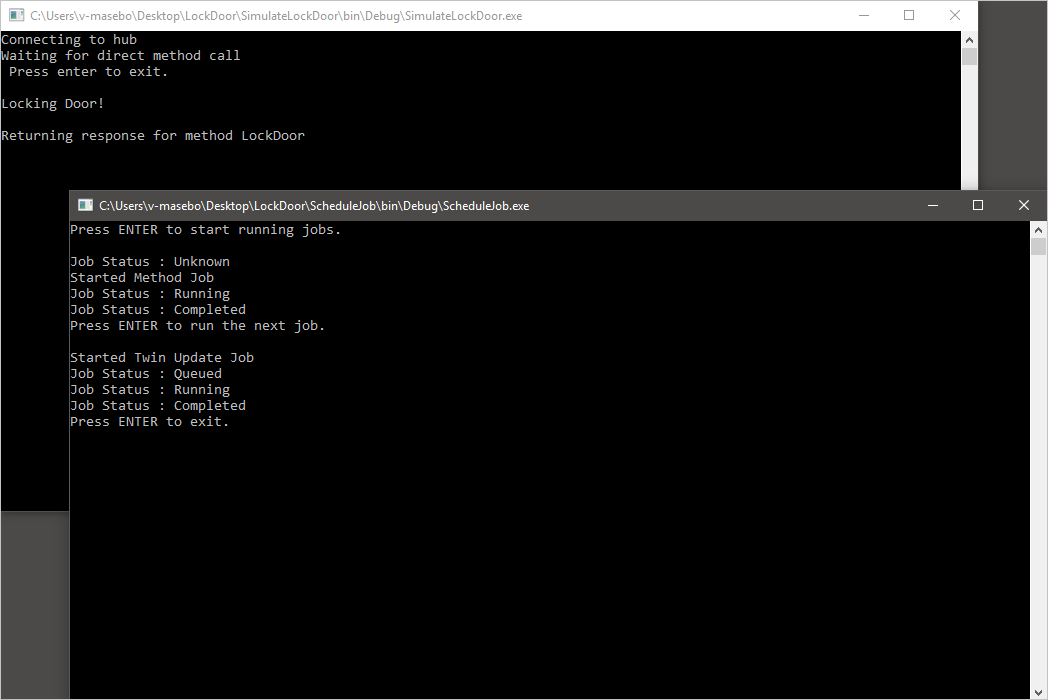 C:\Users\v-masebo\Desktop\LockDoor\SimulateLockDoor\bin\Debug\SimulateLockDoor.exe
Connecting to hub
Waiting for direct method call
Press enter to exit.
Locking Door!
Returning response for method LockDoor
C:\Users\v-masebo\Desktop\LockDoor\ScheduleJob\bin\Debug\ScheduleJob.exe
Press ENTER to start running jobs.
Job Status : Unknown
Started Method Job
Job Status : Running
Job Status : Completed
Press ENTER to run the next job.
Started Twin Update Job
Job Status : Queued
Job Status : Running
Job Status : Completed
Press ENTER to exit.